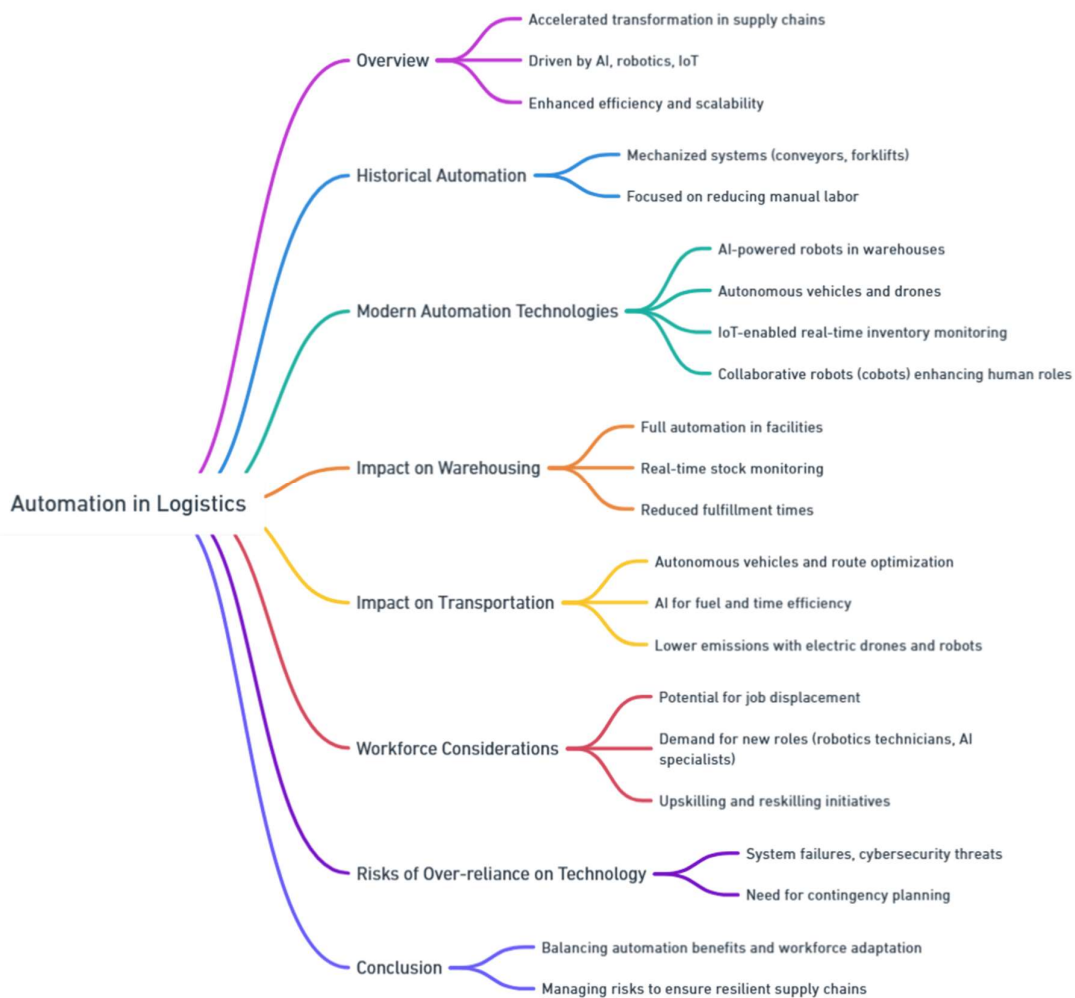 Automation in Logistics
Overview
Accelerated transformation in supply chains
Driven by AI, robotics, IoT
Enhanced efficiency and scalability
Historical Automation
Mechanized systems (conveyors, forklifts)
Focused on reducing manual labor
Modern Automation Technologies
AI-powered robots in warehouses
Autonomous vehicles and drones
IoT-enabled real-time inventory monitoring
Collaborative robots (cobots) enhancing human roles
Impact on Warehousing
Full automation in facilities
Real-time stock monitoring
Reduced fulfillment times
Impact on Transportation
Autonomous vehicles and route optimization
AI for fuel and time efficiency
Lower emissions with electric drones and robots
Workforce Considerations
Potential for job displacement
Demand for new roles (robotics technicians, AI
specialists)
Upskilling and reskilling initiatives
Risks of Over-reliance on Technology
System failures, cybersecurity threats
Need for contingency planning
Conclusion
Balancing automation benefits and workforce adaptation
Managing risks to ensure resilient supply chains